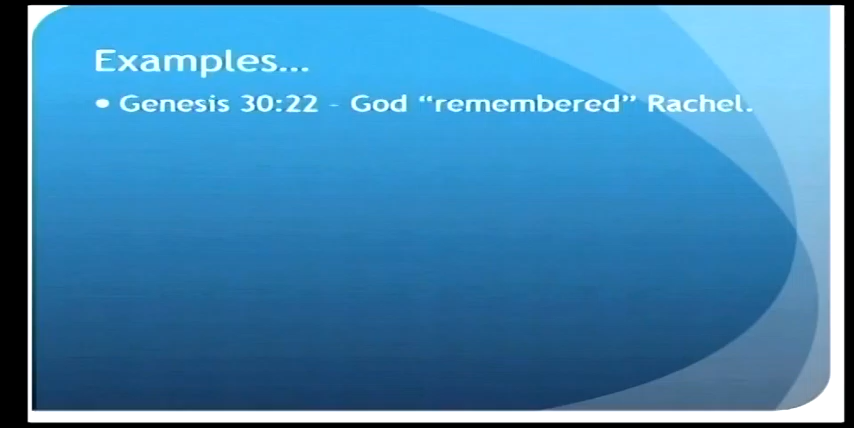 Examples...
• Genesis 30:22 - God “remembered” Rachel.